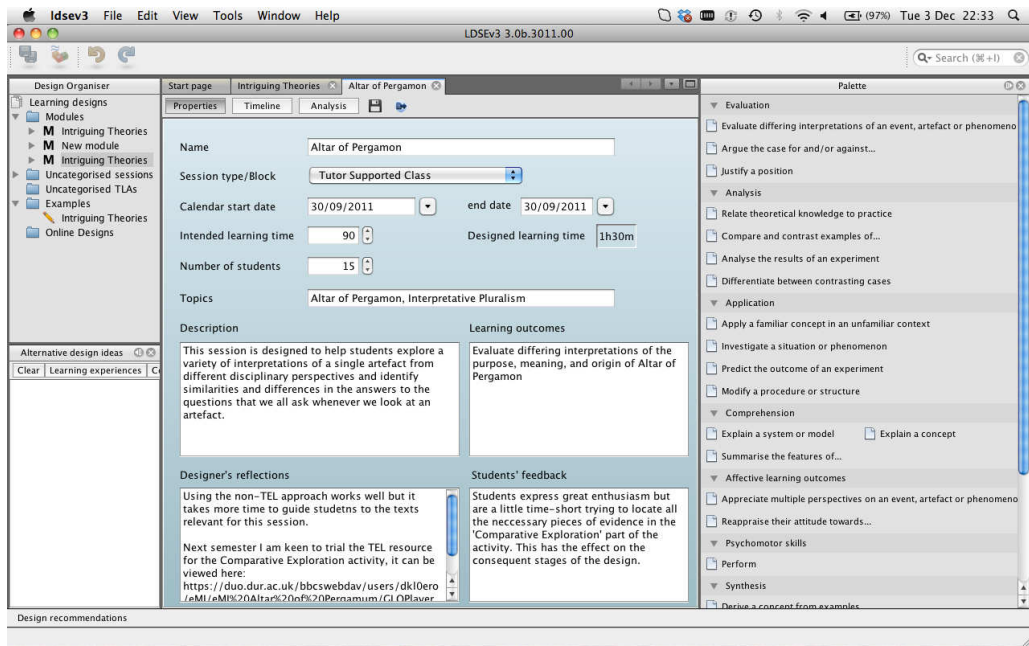 ldsev3 File Edit View Tools Window Help
(97%) Tue 3 Dec 22:33
LDSEv3 3.0b.3011.00
Search (⌘+I)
Design Organiser
Learning designs
Modules
M Intriguing Theories
M New module
M Intriguing Theories
Uncategorised sessions
Uncategorised TLAs
Examples
Intriguing Theories
Online Designs
Alternative design ideas
Clear Learning experiences
Start page Intriguing Theories Altar of Pergamon
Properties Timeline Analysis
Name Altar of Pergamon
Session type/Block Tutor Supported Class
Calendar start date 30/09/2011 end date 30/09/2011
Intended learning time 90 Designed learning time 1h30m
Number of students 15
Topics Altar of Pergamon, Interpretative Pluralism
Description
This session is designed to help students explore a
variety of interpretations of a single artefact from
different disciplinary perspectives and identify
similarities and differences in the answers to the
questions that we all ask whenever we look at an
artefact.
Learning outcomes
Evaluate differing interpretations of the
purpose, meaning, and origin of Altar of
Pergamon
Designer's reflections
Using the non-TEL approach works well but it
takes more time to guide studetns to the texts
relevant for this session.
Next semester I am keen to trial the TEL resource
for the Comparative Exploration activity, it can be
viewed here:
https://duo.dur.ac.uk/bbcswebdav/users/dkl0ero
/eMI/eMI%20Altar%20of%20Pergamum/GLOPlayer
Students' feedback
Students express great enthusiasm but
are a little time-short trying to locate all
the neccessary pieces of evidence in the
'Comparative Exploration' part of the
activity. This has the effect on the
consequent stages of the design.
Palette
Evaluation
Evaluate differing interpretations of an event, artefact or phenomeno
Argue the case for and/or against...
Justify a position
Analysis
Relate theoretical knowledge to practice
Compare and contrast examples of...
Analyse the results of an experiment
Differentiate between contrasting cases
Application
Apply a familiar concept in an unfamiliar context
Investigate a situation or phenomenon
Predict the outcome of an experiment
Modify a procedure or structure
Comprehension
Explain a system or model Explain a concept
Summarise the features of...
Affective learning outcomes
Appreciate multiple perspectives on an event, artefact or phenomeno
Reappraise their attitude towards...
Psychomotor skills
Perform
Synthesis
Derive a concept from examples
Design recommendations